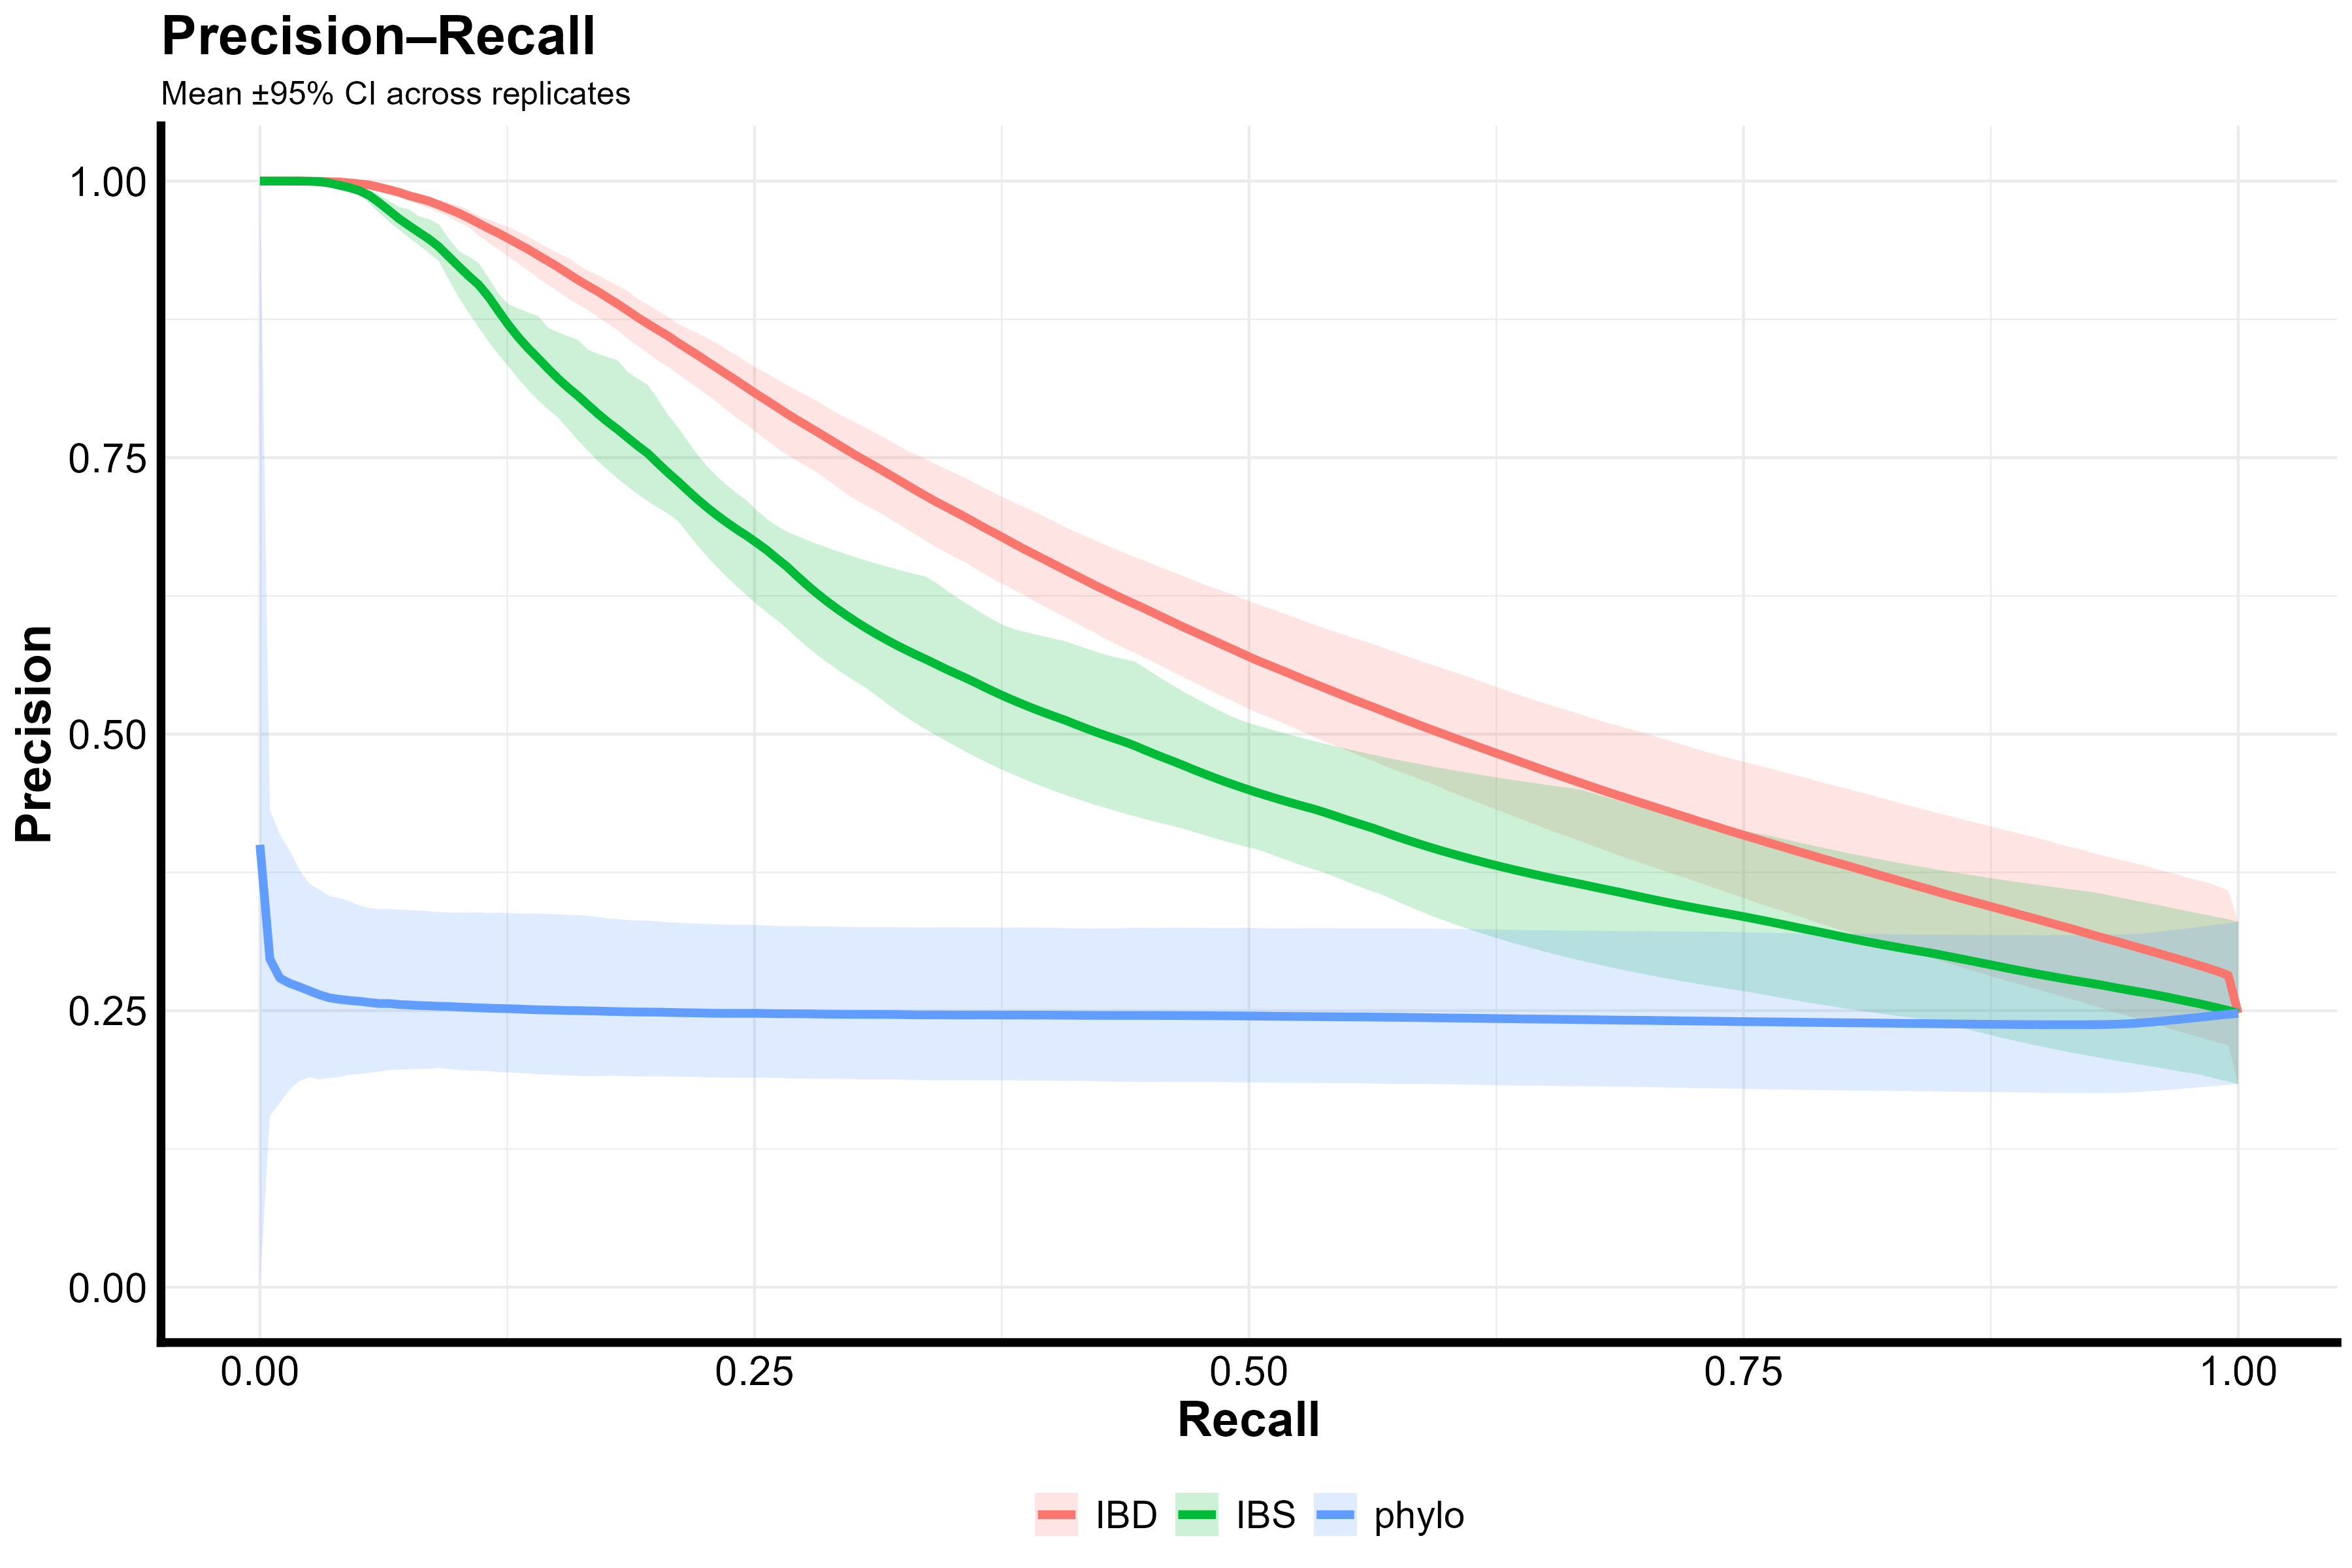 Precision–Recall
Mean ±95% CI across replicates
Precision
1.00
0.75
0.50
0.25
0.00
0.00 0.25 0.50 0.75 1.00
Recall
IBD IBS phylo